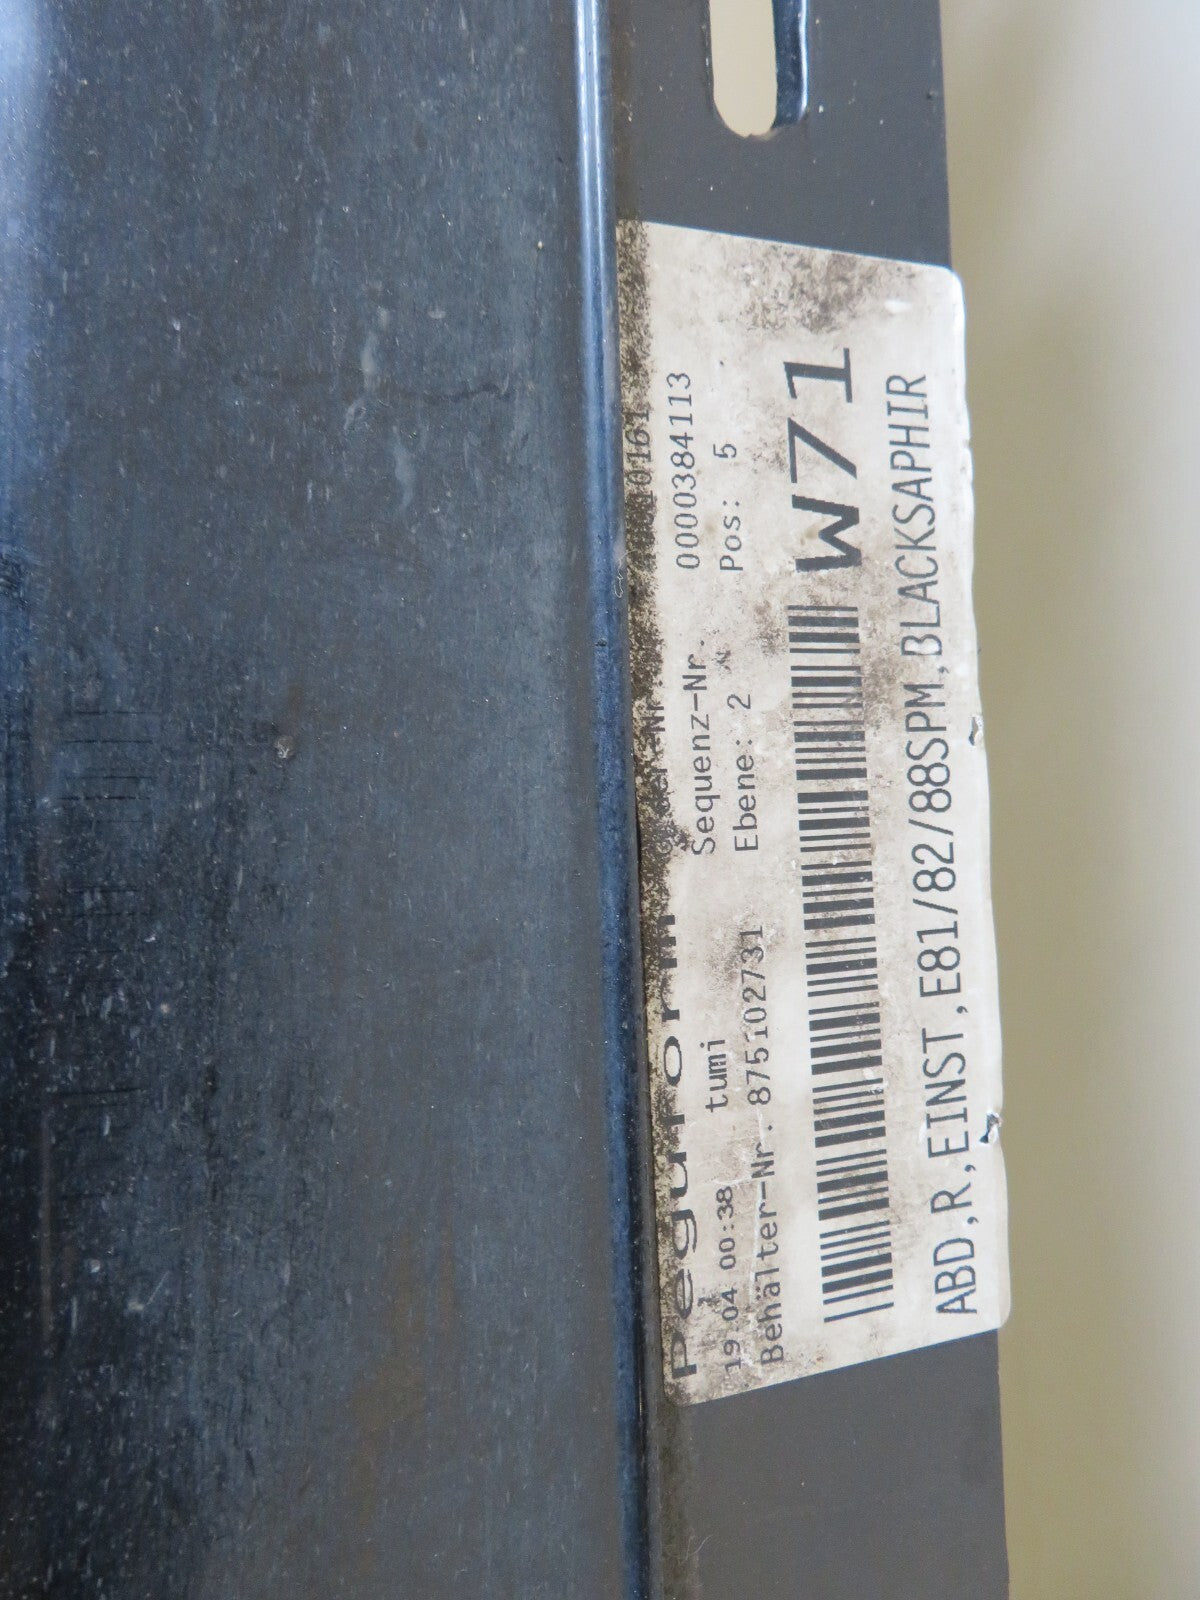 Peguform
19.04 00:38 tumi Sequenz-Nr. 0000384113
Behälter-Nr. 875102731 Ebene: 2 Pos: 5
W71
ABD,R,EINST,E81/82/88SPM,BLACKSAPHIR